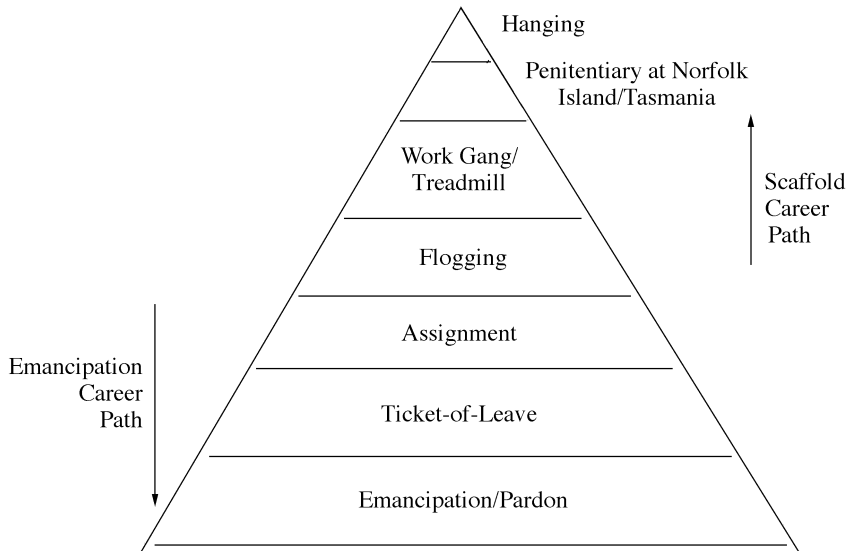 Hanging
Penitentiary at Norfolk
Island/Tasmania
Work Gang/
Treadmill
Scaffold
Career
Path
Flogging
Assignment
Emancipation
Career
Path
Ticket-of-Leave
Emancipation/Pardon